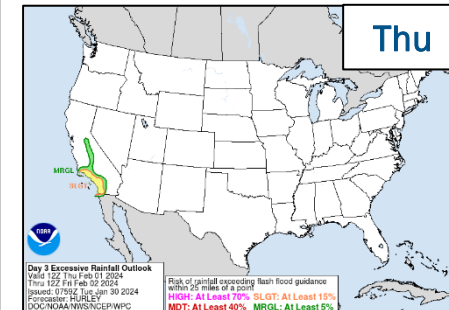 Thu
MRGL
SLGT
NOAA
Day 3 Excessive Rainfall Outlook
Valid 12Z Thu Feb 01 2024
Thru 12Z Fri Feb 02 2024
Issued: 0759Z Tue Jan 30 2024
Forecaster: HURLEY
DOC/NOAA/NWS/NCEP/WPC
Risk of rainfall exceeding flash flood guidance
within 25 miles of a point
HIGH: At Least 70% SLGT: At Least 15%
MDT: At Least 40% MRGL: At Least 5%